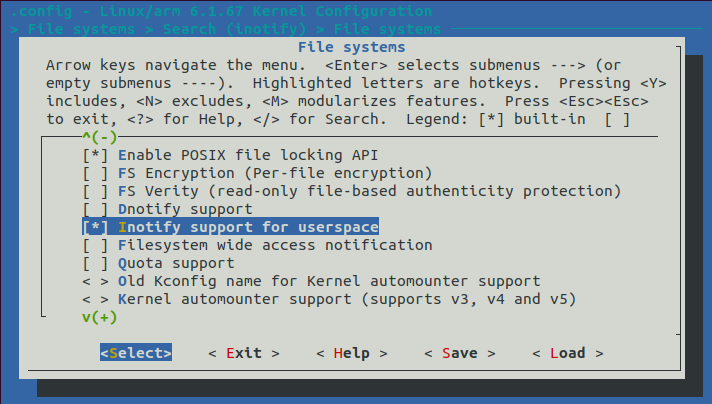 .config - Linux/arm 6.1.67 Kernel Configuration
> File systems > Search (inotify) > File systems
File systems
Arrow keys navigate the menu.  <Enter> selects submenus ---> (or
empty submenus ----).  Highlighted letters are hotkeys.  Pressing <Y>
includes, <N> excludes, <M> modularizes features.  Press <Esc><Esc>
to exit, <?> for Help, </> for Search.  Legend: [*] built-in  [ ]
^(-)
[*] Enable POSIX file locking API
[ ] FS Encryption (Per-file encryption)
[ ] FS Verity (read-only file-based authenticity protection)
[ ] Dnotify support
[*] Inotify support for userspace
[ ] Filesystem wide access notification
[ ] Quota support
< > Old Kconfig name for Kernel automounter support
< > Kernel automounter support (supports v3, v4 and v5)
v(+)
<Select>    < Exit >    < Help >    < Save >    < Load >